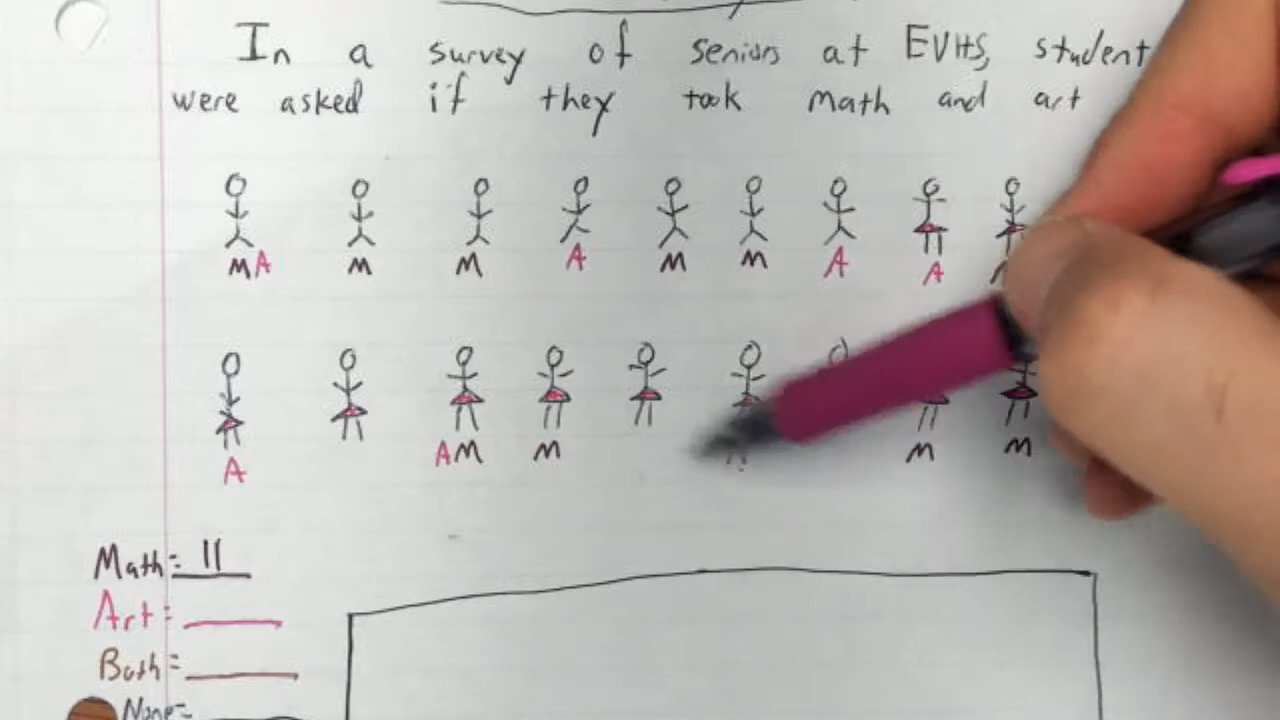 In a survey of seniors at EVHS, student
were asked if they took math and art
MA M M A M M A A
A AM M M M
Math = 11
Art =
Both =
None =